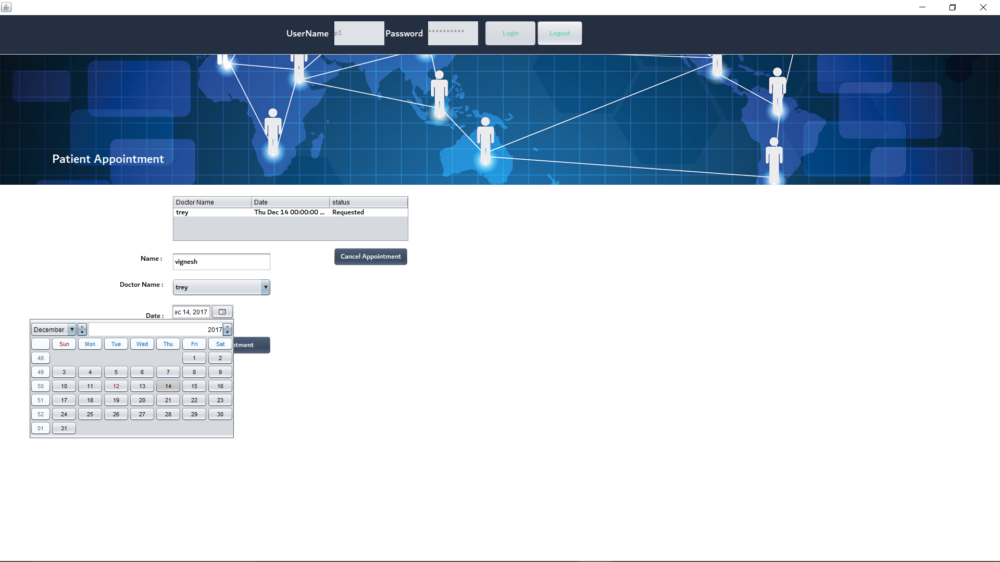 UserName p1 Password ********** Login Logout
Patient Appointment
Doctor Name Date status
trey Thu Dec 14 00:00:00 ... Requested
Name : vignesh Cancel Appointment
Doctor Name : trey
Date : ec 14, 2017
December 2017
Sun Mon Tue Wed Thu Fri Sat
ntment
48 1 2
49 3 4 5 6 7 8 9
50 10 11 12 13 14 15 16
51 17 18 19 20 21 22 23
52 24 25 26 27 28 29 30
01 31